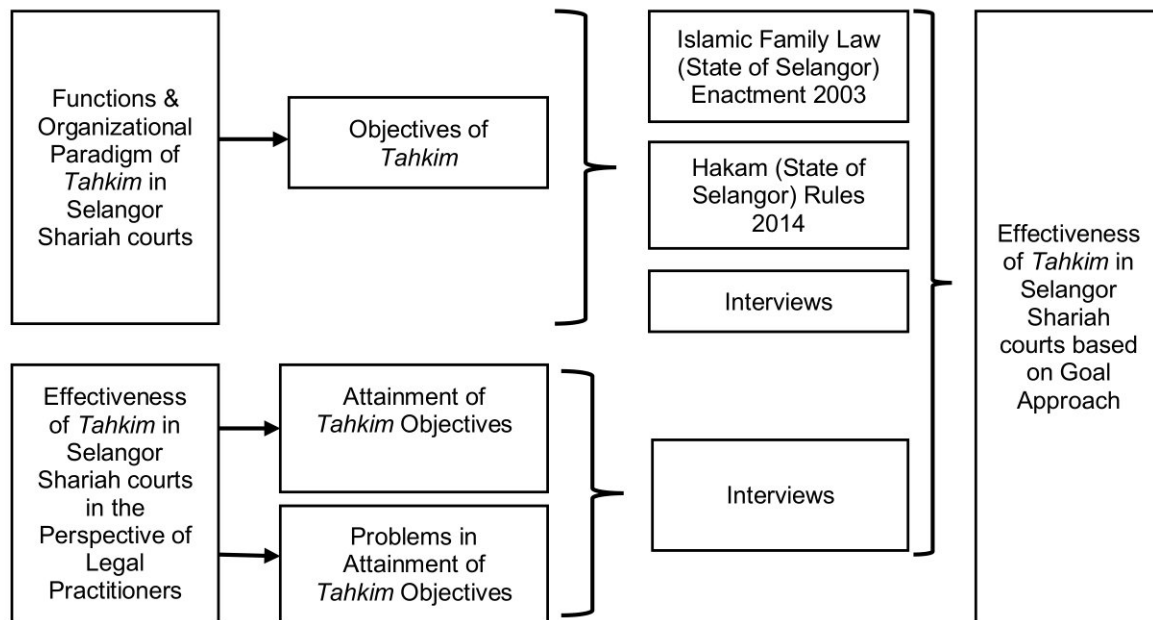 Functions &
Organizational
Paradigm of
Tahkim in
Selangor
Shariah courts
Objectives of
Tahkim
Islamic Family Law
(State of Selangor)
Enactment 2003
Hakam (State of
Selangor) Rules
2014
Interviews
Effectiveness
of Tahkim in
Selangor
Shariah courts
in the
Perspective of
Legal
Practitioners
Attainment of
Tahkim Objectives
Problems in
Attainment of
Tahkim Objectives
Interviews
Effectiveness
of Tahkim in
Selangor
Shariah
courts based
on Goal
Approach